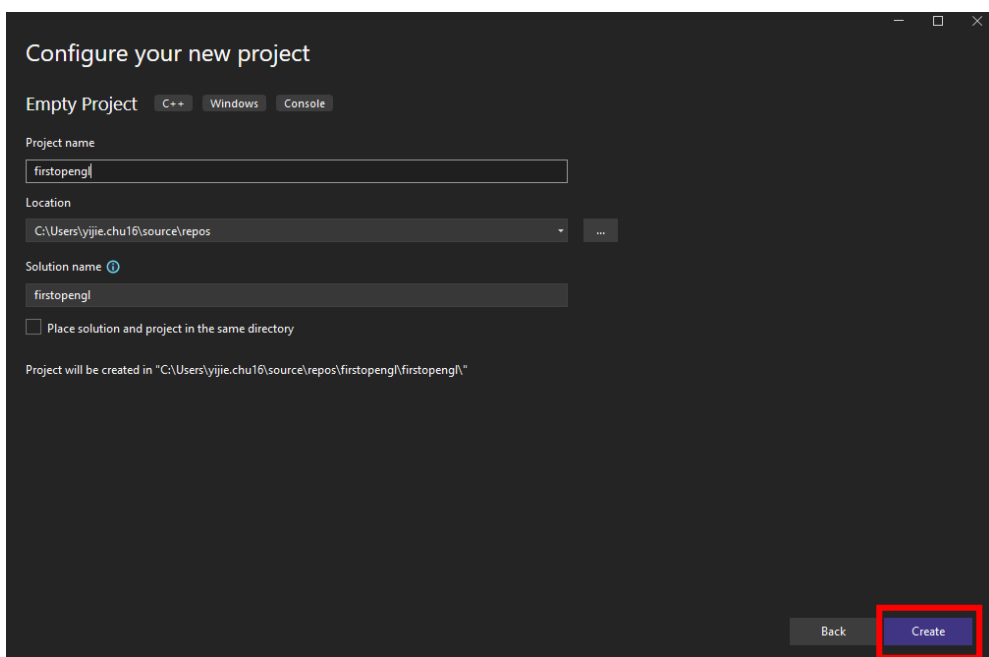 Configure your new project
Empty Project C++ Windows Console
Project name
firstopengl
Location
C:\Users\yijie.chu16\source\repos
...
Solution name
firstopengl
Place solution and project in the same directory
Project will be created in "C:\Users\yijie.chu16\source\repos\firstopengl\firstopengl\"
Back Create